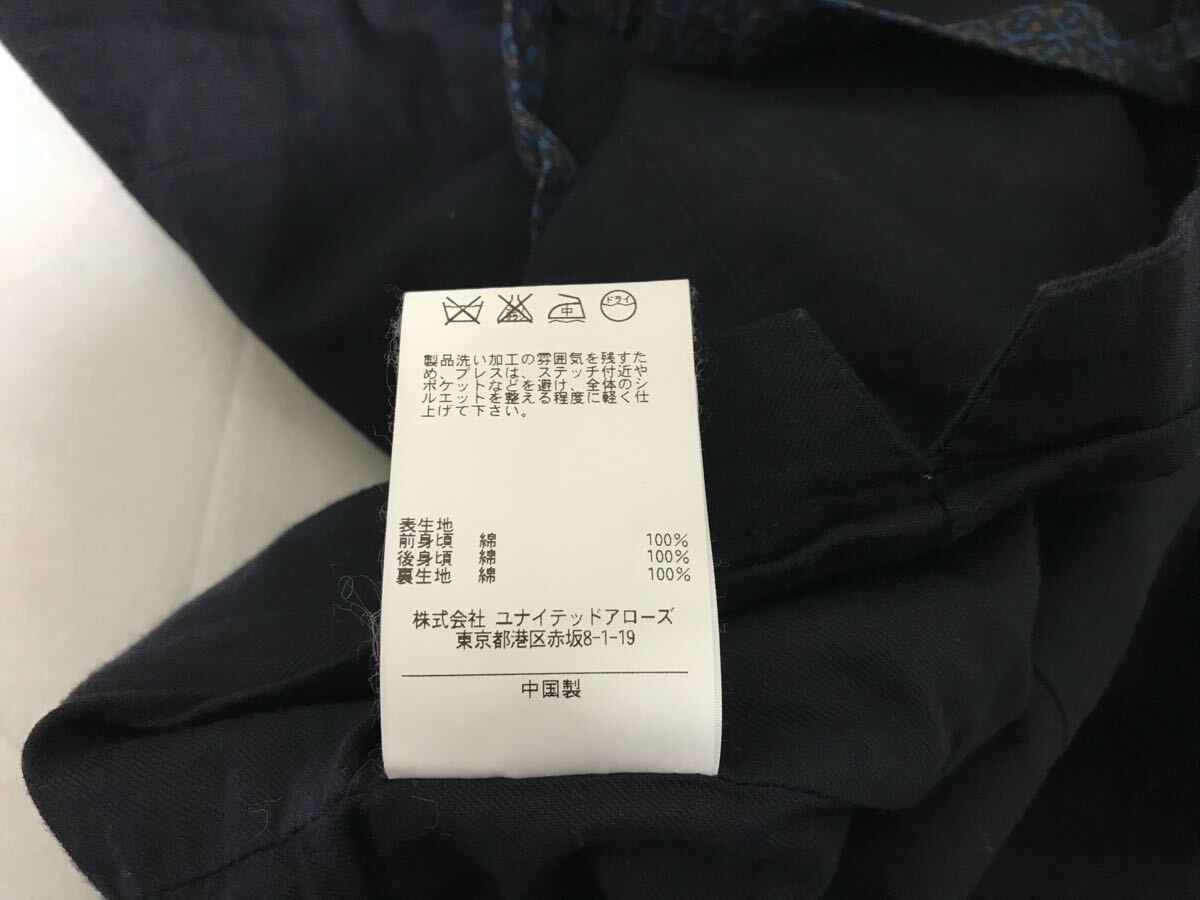 ドライ
中
製品洗い加工の雰囲気を残すた
め、プレスは、ステッチ付近や
ポケットなどを避け、全体のシ
ルエットを整える程度に軽く仕
上げて下さい。
表生地
前身頃 綿 100%
後身頃 綿 100%
裏生地 綿 100%
株式会社 ユナイテッドアローズ
東京都港区赤坂8-1-19
中国製